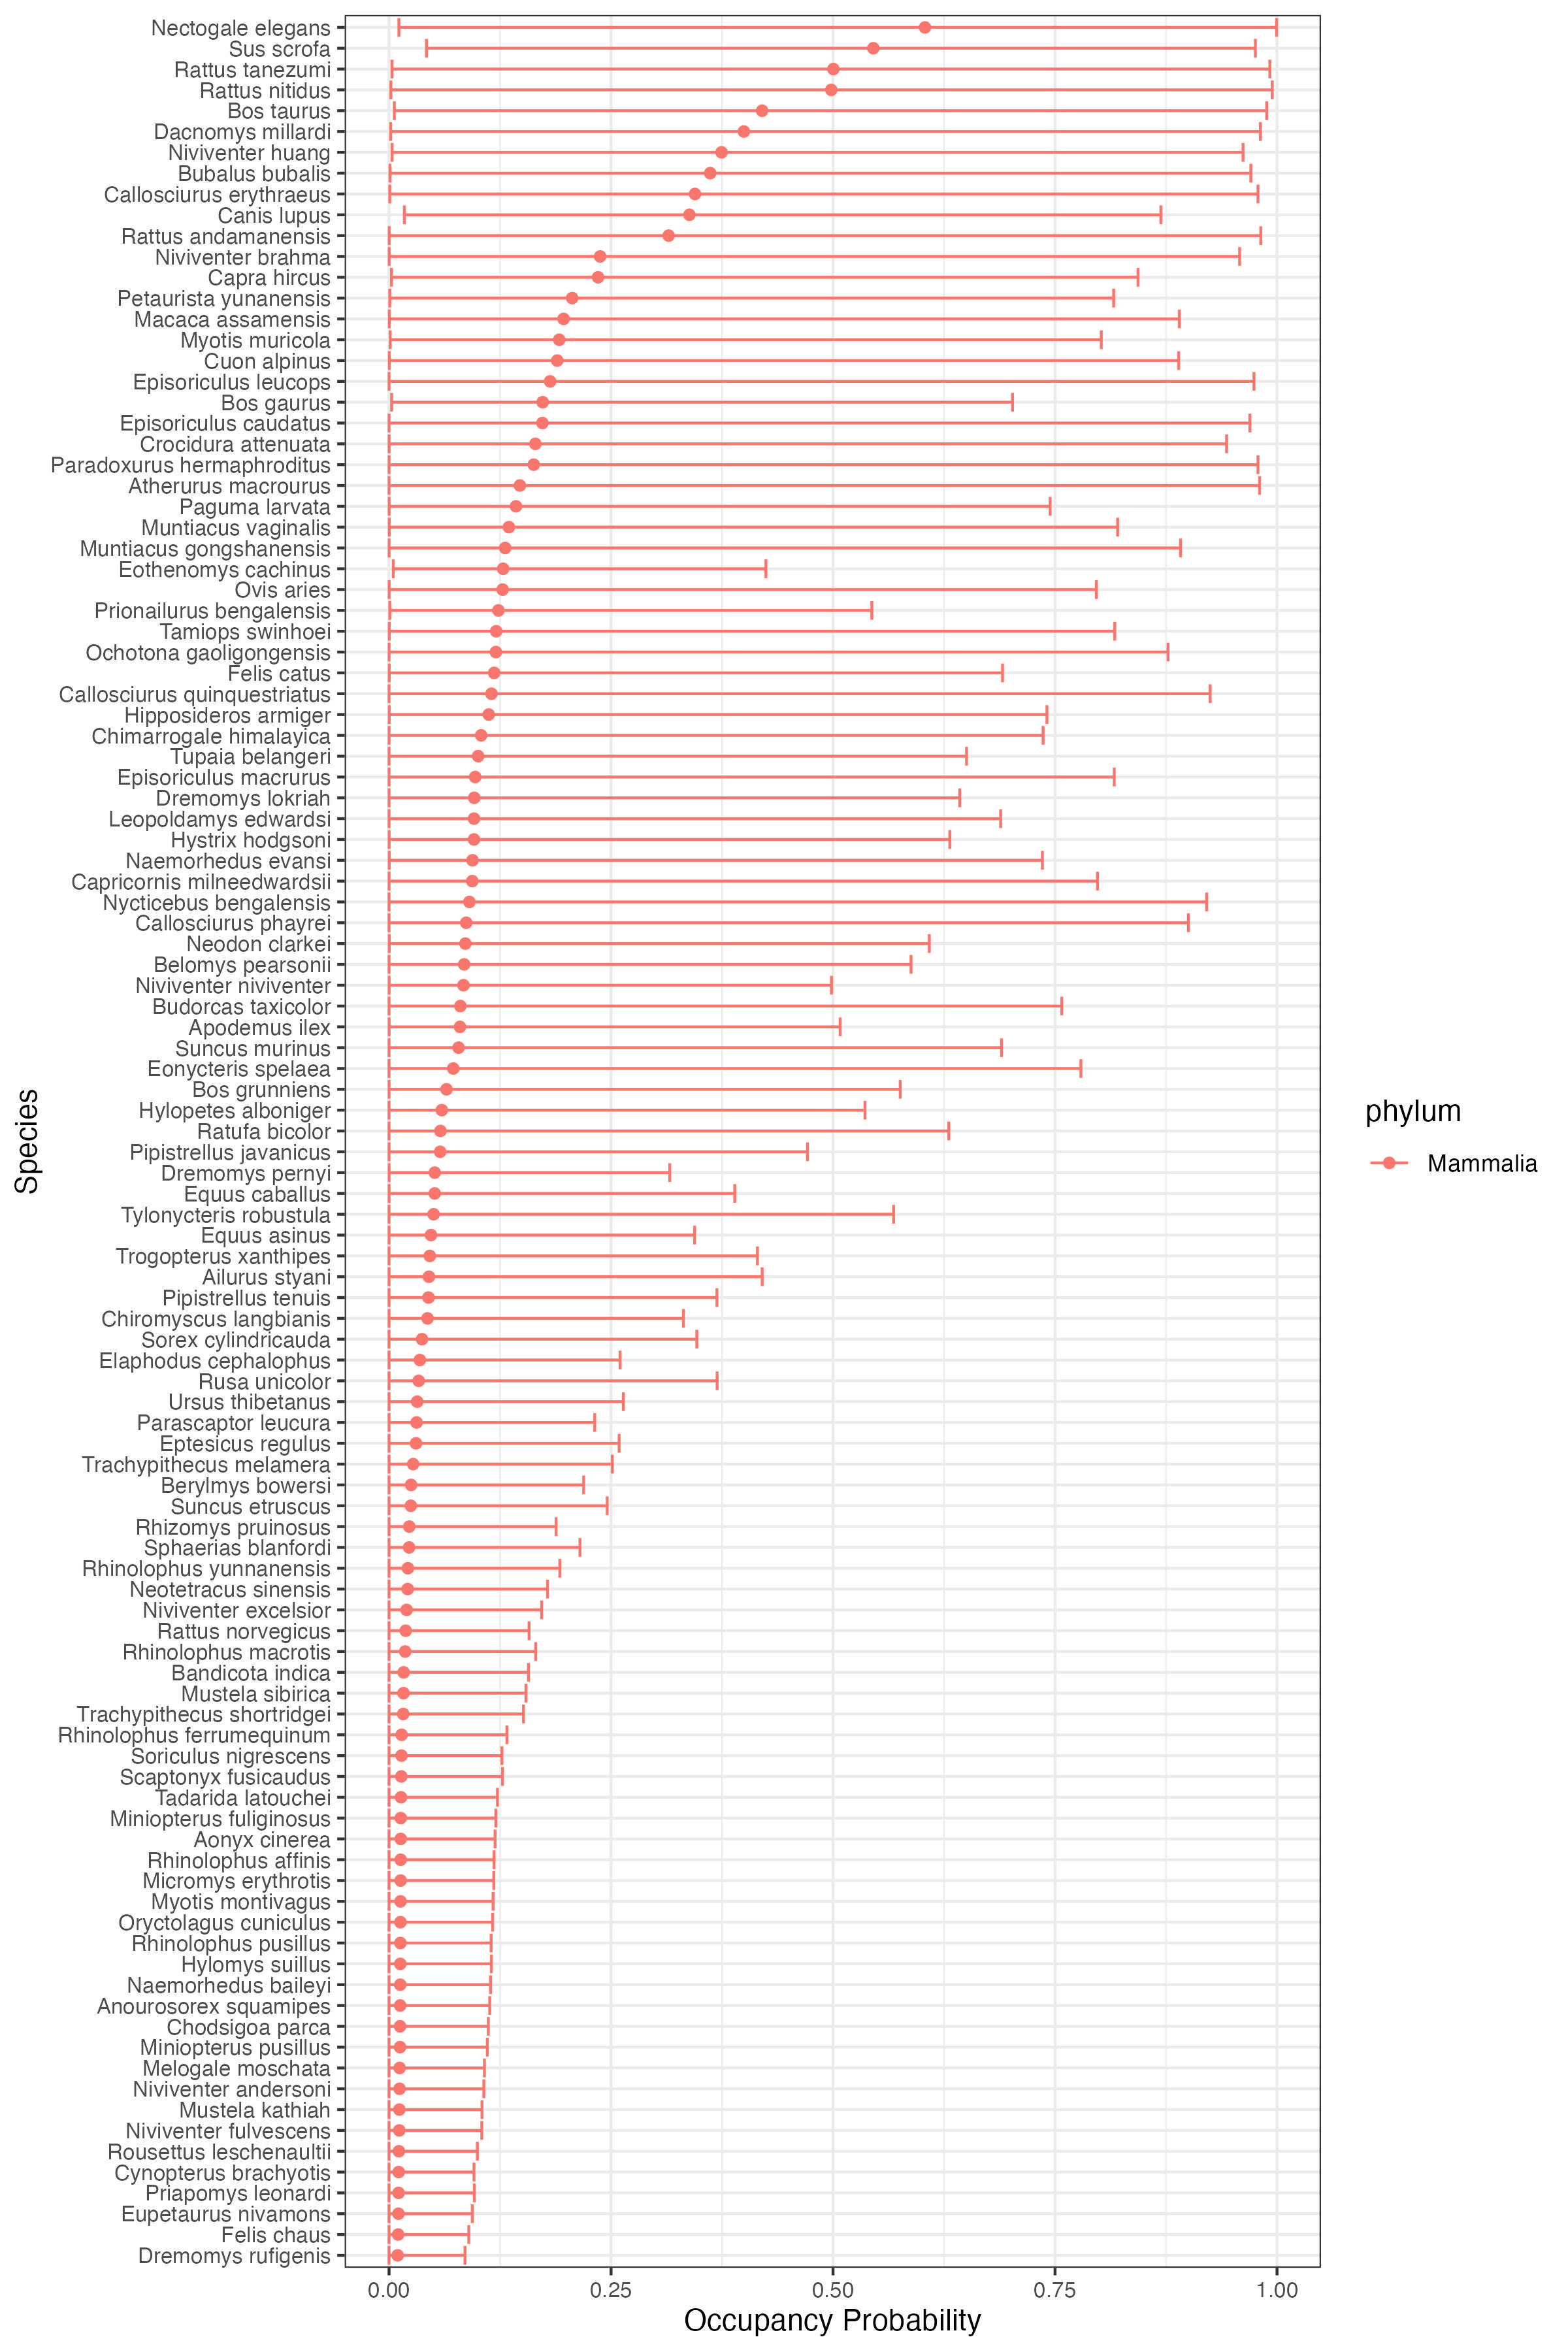 Nectogale elegans
Sus scrofa
Rattus tanezumi
Rattus nitidus
Bos taurus
Dacnomys millardi
Niviventer huang
Bubalus bubalis
Callosciurus erythraeus
Canis lupus
Rattus andamanensis
Niviventer brahma
Capra hircus
Petaurista yunanensis
Macaca assamensis
Myotis muricola
Cuon alpinus
Episoriculus leucops
Bos gaurus
Episoriculus caudatus
Crocidura attenuata
Paradoxurus hermaphroditus
Atherurus macrourus
Paguma larvata
Muntiacus vaginalis
Muntiacus gongshanensis
Eothenomys cachinus
Ovis aries
Prionailurus bengalensis
Tamiops swinhoei
Ochotona gaoligongensis
Felis catus
Callosciurus quinquestriatus
Hipposideros armiger
Chimarrogale himalayica
Tupaia belangeri
Episoriculus macrurus
Dremomys lokriah
Leopoldamys edwardsi
Hystrix hodgsoni
Naemorhedus evansi
Capricornis milneedwardsii
Nycticebus bengalensis
Callosciurus phayrei
Neodon clarkei
Belomys pearsonii
Niviventer niviventer
Budorcas taxicolor
Apodemus ilex
Suncus murinus
Eonycteris spelaea
Bos grunniens
Hylopetes alboniger
Ratufa bicolor
Pipistrellus javanicus
Dremomys pernyi
Equus caballus
Tylonycteris robustula
Equus asinus
Trogopterus xanthipes
Ailurus styani
Pipistrellus tenuis
Chiromyscus langbianis
Sorex cylindricauda
Elaphodus cephalophus
Rusa unicolor
Ursus thibetanus
Parascaptor leucura
Eptesicus regulus
Trachypithecus melamera
Berylmys bowersi
Suncus etruscus
Rhizomys pruinosus
Sphaerias blanfordi
Rhinolophus yunnanensis
Neotetracus sinensis
Niviventer excelsior
Rattus norvegicus
Rhinolophus macrotis
Bandicota indica
Mustela sibirica
Trachypithecus shortridgei
Rhinolophus ferrumequinum
Soriculus nigrescens
Scaptonyx fusicaudus
Tadarida latouchei
Miniopterus fuliginosus
Aonyx cinerea
Rhinolophus affinis
Micromys erythrotis
Myotis montivagus
Oryctolagus cuniculus
Rhinolophus pusillus
Hylomys suillus
Naemorhedus baileyi
Anourosorex squamipes
Chodsigoa parca
Miniopterus pusillus
Melogale moschata
Niviventer andersoni
Mustela kathiah
Niviventer fulvescens
Rousettus leschenaultii
Cynopterus brachyotis
Priapomys leonardi
Eupetaurus nivamons
Felis chaus
Dremomys rufigenis
0.00 0.25 0.50 0.75 1.00
Occupancy Probability
Species
phylum
Mammalia